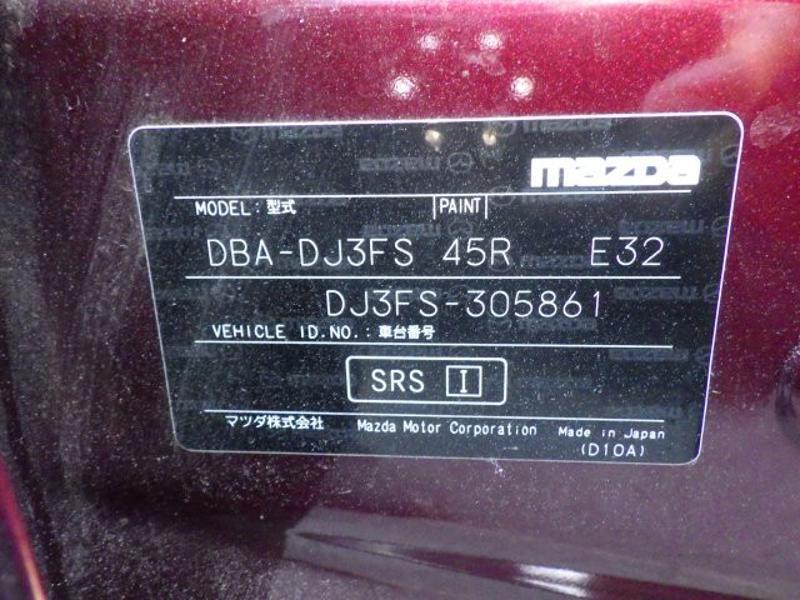 mazda
MODEL：型式 PAINT
DBA-DJ3FS 45R E32
DJ3FS-305861
VEHICLE ID.NO.：車台番号
SRS I
マツダ株式会社 Mazda Motor Corporation Made in Japan
(D10A)